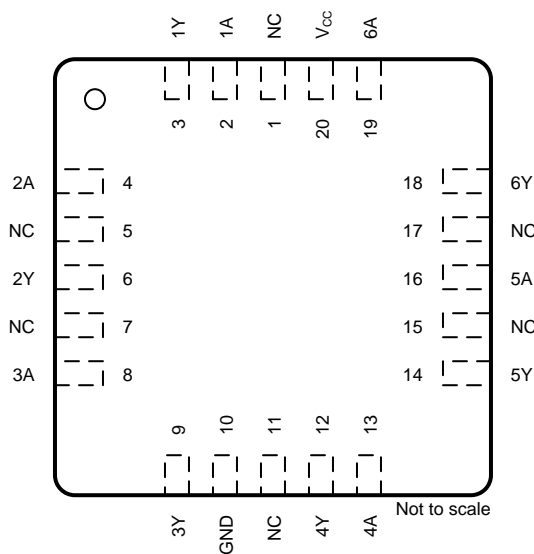 1Y 1A NC VCC 6A
3 2 1 20 19
2A 4 18 6Y
NC 5 17 NC
2Y 6 16 5A
NC 7 15 NC
3A 8 14 5Y
9 10 11 12 13
3Y GND NC 4Y 4A
Not to scale